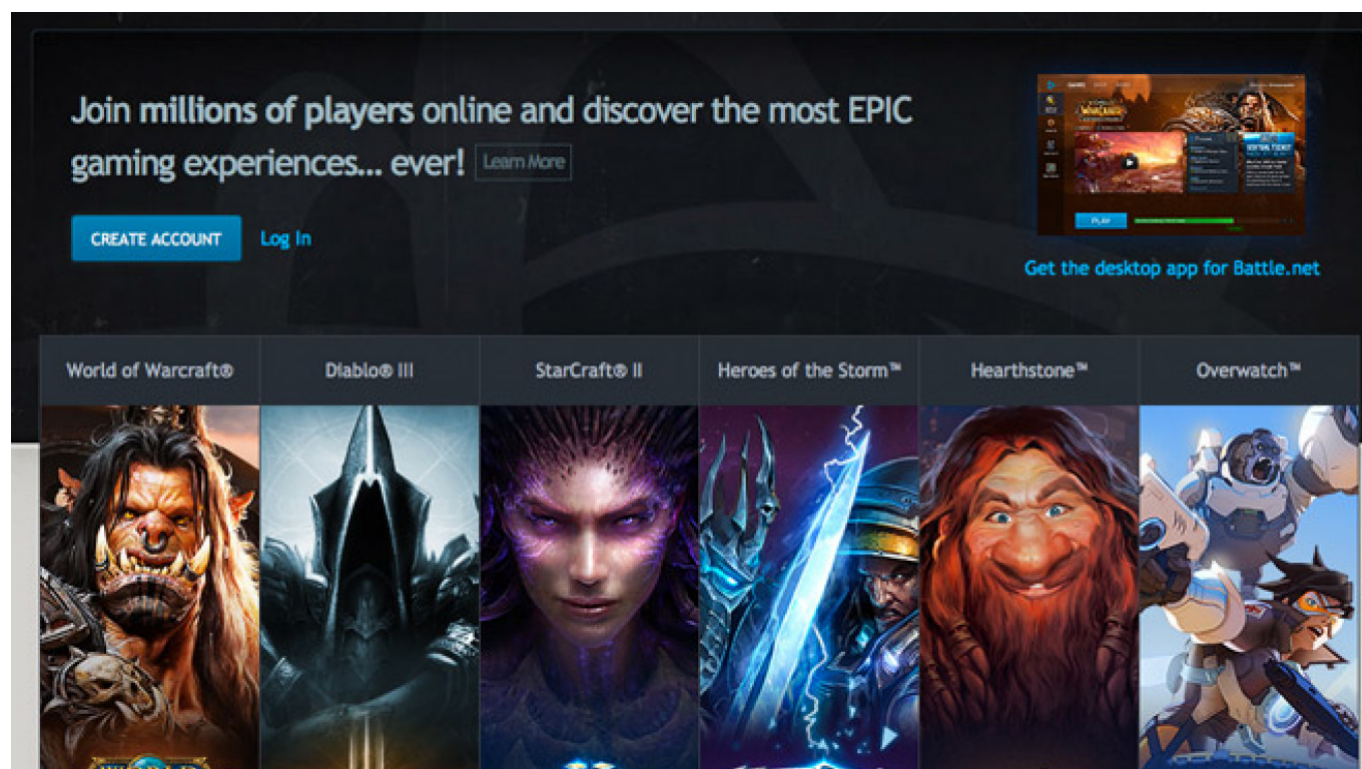 Join millions of players online and discover the most EPIC
gaming experiences... ever! Learn More
CREATE ACCOUNT Log In
PLAY
Get the desktop app for Battle.net
World of Warcraft® Diablo® III StarCraft® II Heroes of the Storm™ Hearthstone™ Overwatch™
WORLD